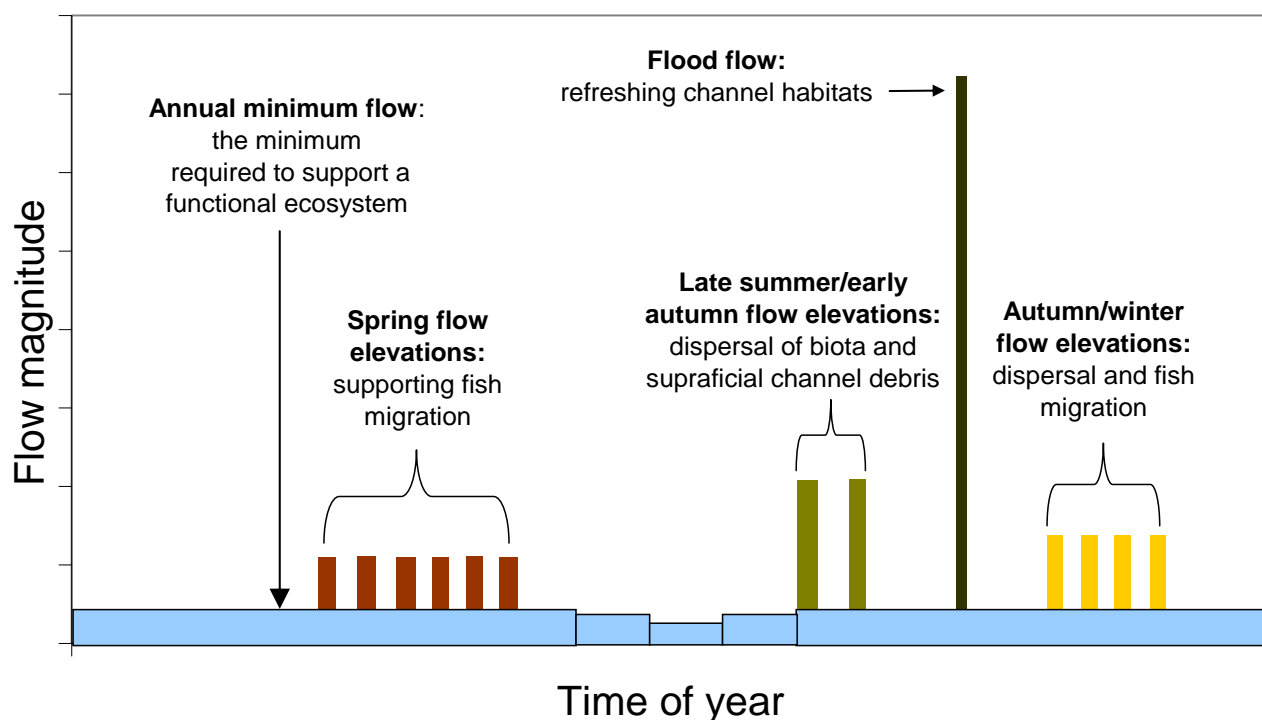 Flood flow:
refreshing channel habitats
Annual minimum flow:
the minimum
required to support a
functional ecosystem
Late summer/early
autumn flow elevations:
dispersal of biota and
supraficial channel debris
Autumn/winter
flow elevations:
dispersal and fish
migration
Spring flow
elevations:
supporting fish
migration
Flow magnitude
Time of year